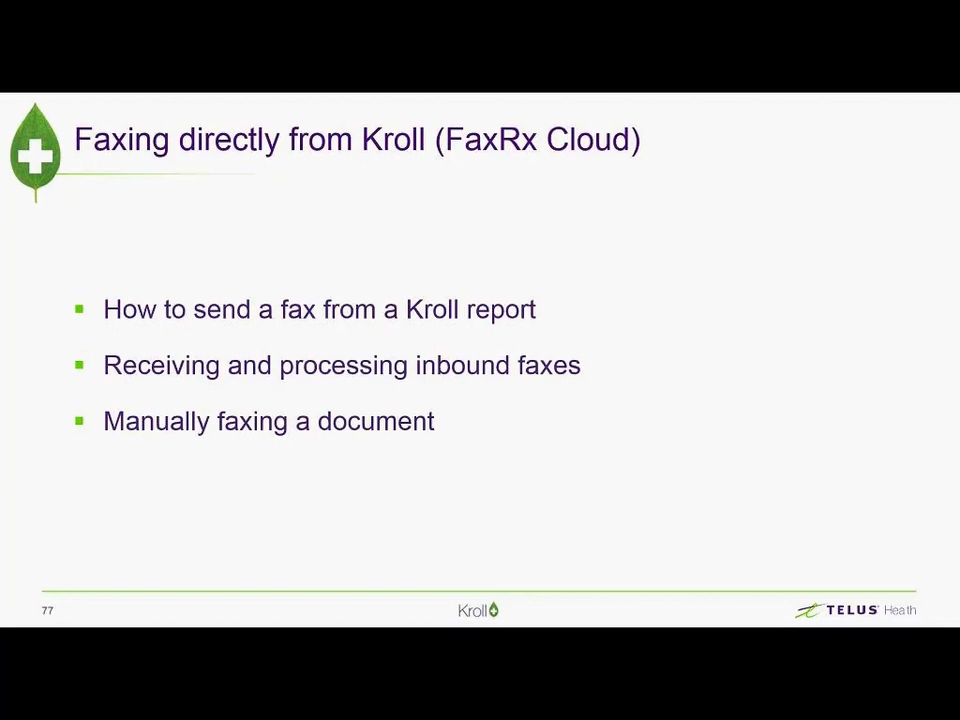 Faxing directly from Kroll (FaxRx Cloud)
How to send a fax from a Kroll report
Receiving and processing inbound faxes
Manually faxing a document
77
Kroll
TELUS Health